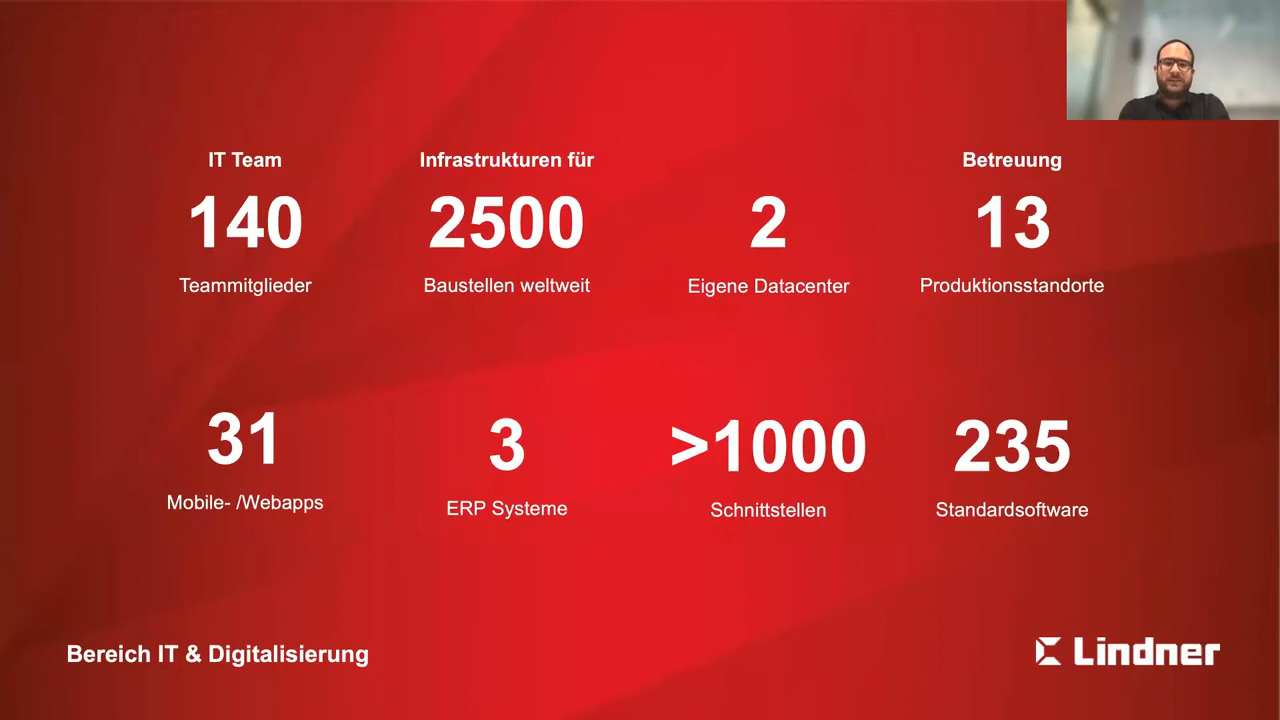 IT Team
140
Teammitglieder
Infrastrukturen für
2500
Baustellen weltweit
2
Eigene Datacenter
Betreuung
13
Produktionsstandorte
31
Mobile- /Webapps
3
ERP Systeme
>1000
Schnittstellen
235
Standardsoftware
Bereich IT & Digitalisierung
Lindner